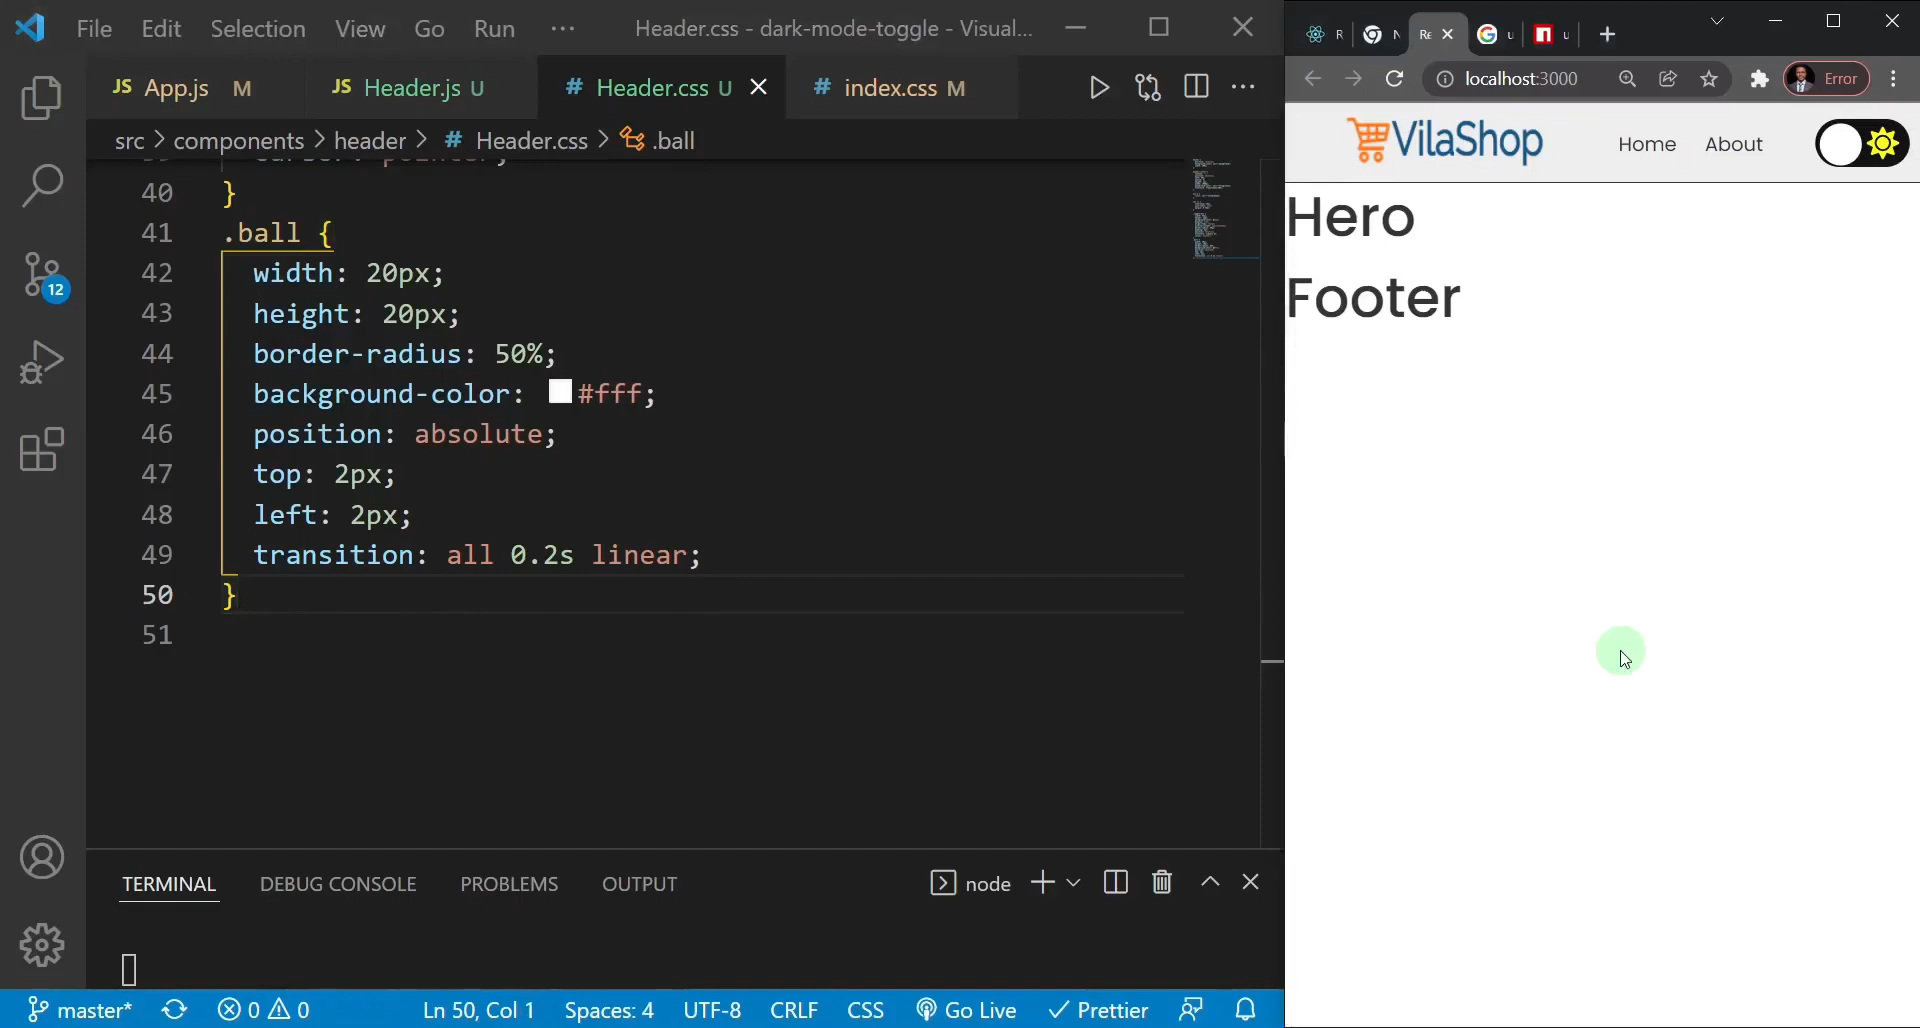 File Edit Selection View Go Run ··· Header.css - dark-mode-toggle - Visual...
JS App.js M JS Header.js U # Header.css U # index.css M
src > components > header > # Header.css > .ball
cursor: pointer;
40 }
41 .ball {
42 width: 20px;
43 height: 20px;
44 border-radius: 50%;
45 background-color: #fff;
46 position: absolute;
47 top: 2px;
48 left: 2px;
49 transition: all 0.2s linear;
50 }
51
12
TERMINAL DEBUG CONSOLE PROBLEMS OUTPUT node
master* 0 0 Ln 50, Col 1 Spaces: 4 UTF-8 CRLF CSS Go Live Prettier
R N Re G u n u
localhost:3000 Error
VilaShop Home About
Hero
Footer